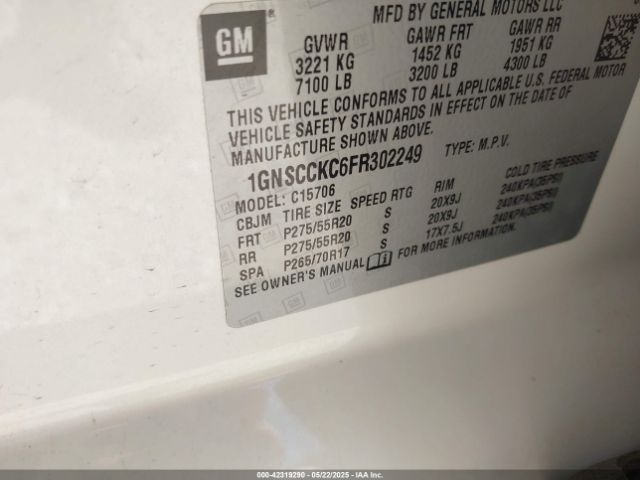 MFD BY GENERAL MOTORS LLC
GM
GVWR GAWR FRT GAWR RR
3221 KG 1452 KG 1951 KG
7100 LB 3200 LB 4300 LB
THIS VEHICLE CONFORMS TO ALL APPLICABLE U.S. FEDERAL MOTOR
VEHICLE SAFETY STANDARDS IN EFFECT ON THE DATE OF
MANUFACTURE SHOWN ABOVE.
1GNSCCKC6FR302249 TYPE: M.P.V.
MODEL: C15706
CBJM TIRE SIZE SPEED RTG RIM COLD TIRE PRESSURE
FRT P275/55R20 S 20X9J 240KPA(35PSI)
RR P275/55R20 S 20X9J 240KPA(35PSI)
SPA P265/70R17 S 17X7.5J 240KPA(35PSI)
SEE OWNER'S MANUAL FOR MORE INFORMATION.
000-42319290 - 05/22/2025 - IAAI.COM